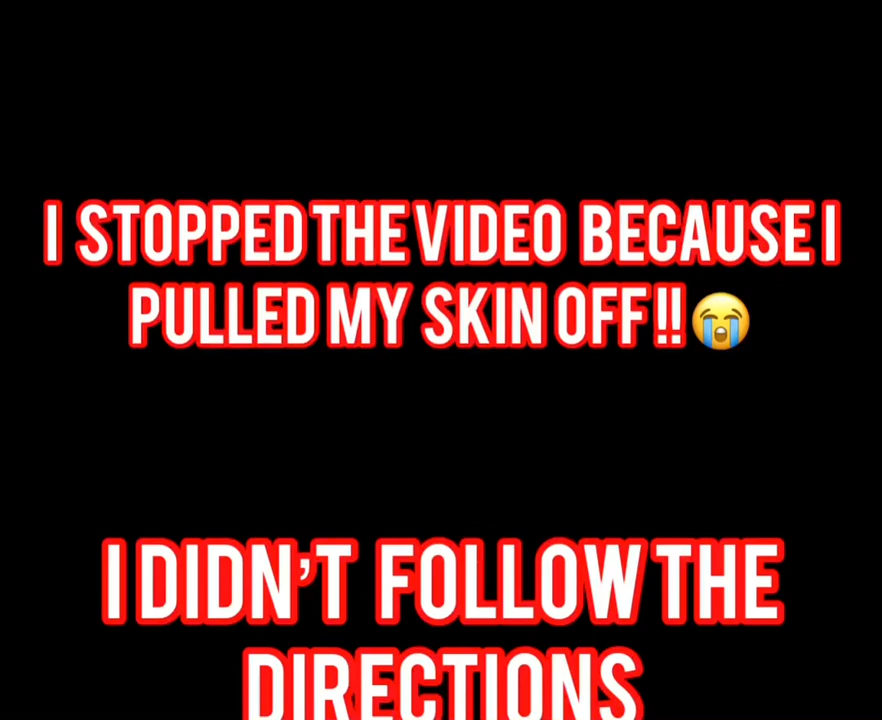 I STOPPED THE VIDEO BECAUSE I
PULLED MY SKIN OFF!!😭
I DIDN'T FOLLOW THE
DIRECTIONS